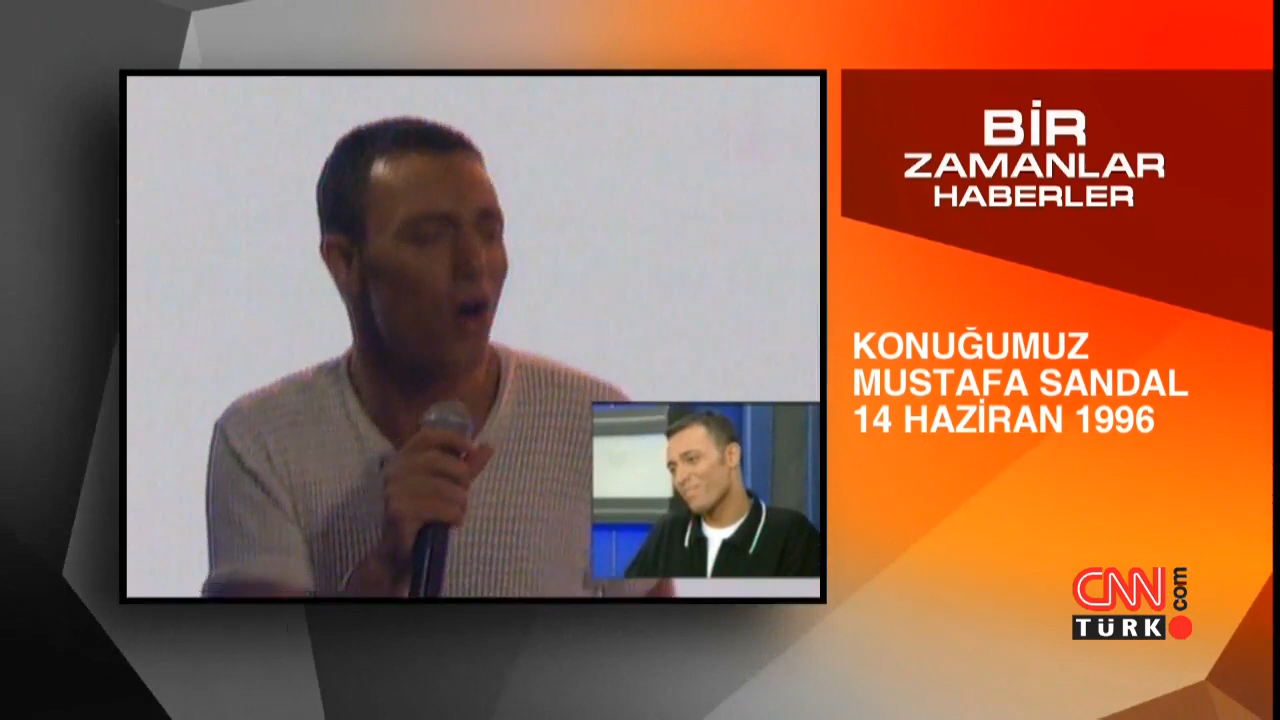 BİR
ZAMANLAR
HABERLER
KONUĞUMUZ
MUSTAFA SANDAL
14 HAZİRAN 1996
CNN
TÜRK
.com